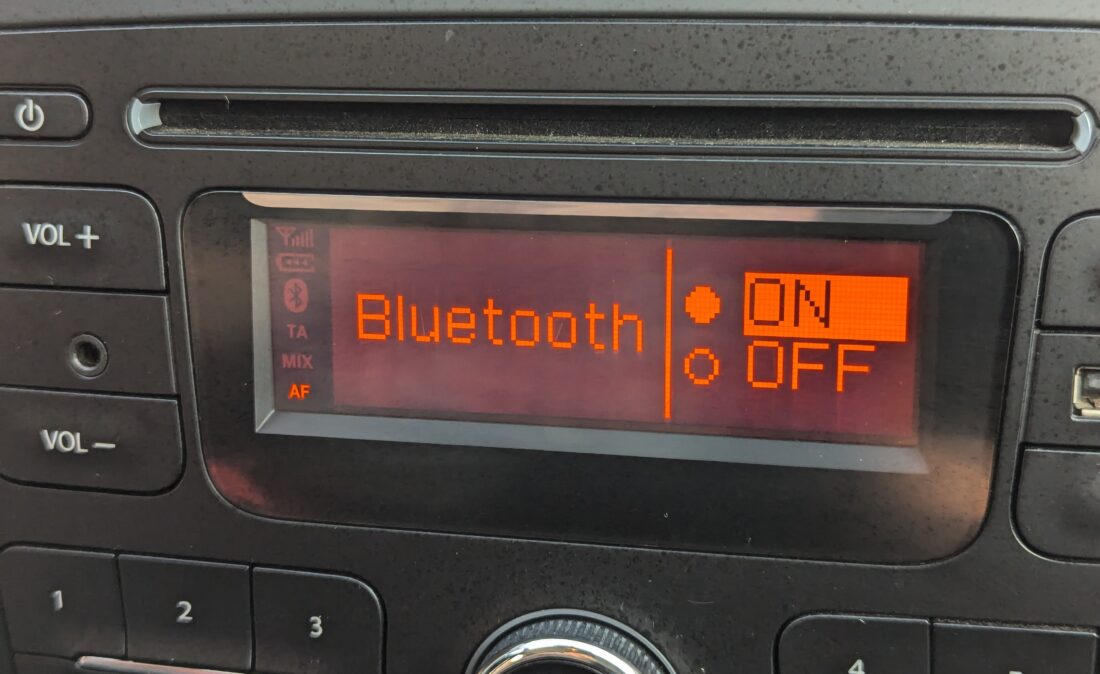 VOL +
VOL −
TA
MIX
AF
Bluetooth
ON
OFF
1
2
3
4